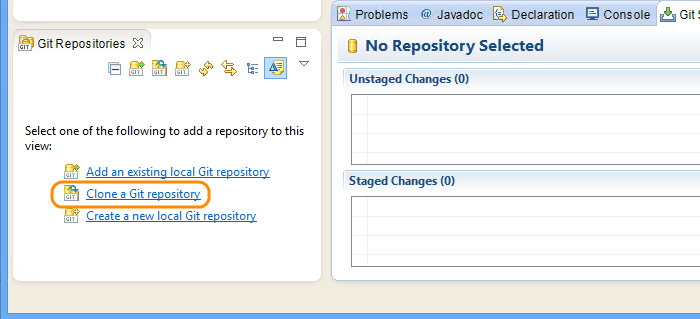 Git Repositories
Select one of the following to add a repository to this
view:
Add an existing local Git repository
Clone a Git repository
Create a new local Git repository
Problems @ Javadoc Declaration Console Git S
No Repository Selected
Unstaged Changes (0)
Staged Changes (0)